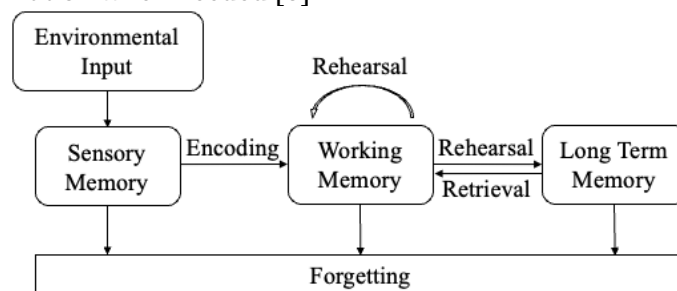 Environmental
Input
Rehearsal
Sensory
Memory
Encoding
Working
Memory
Rehearsal
Retrieval
Long Term
Memory
Forgetting